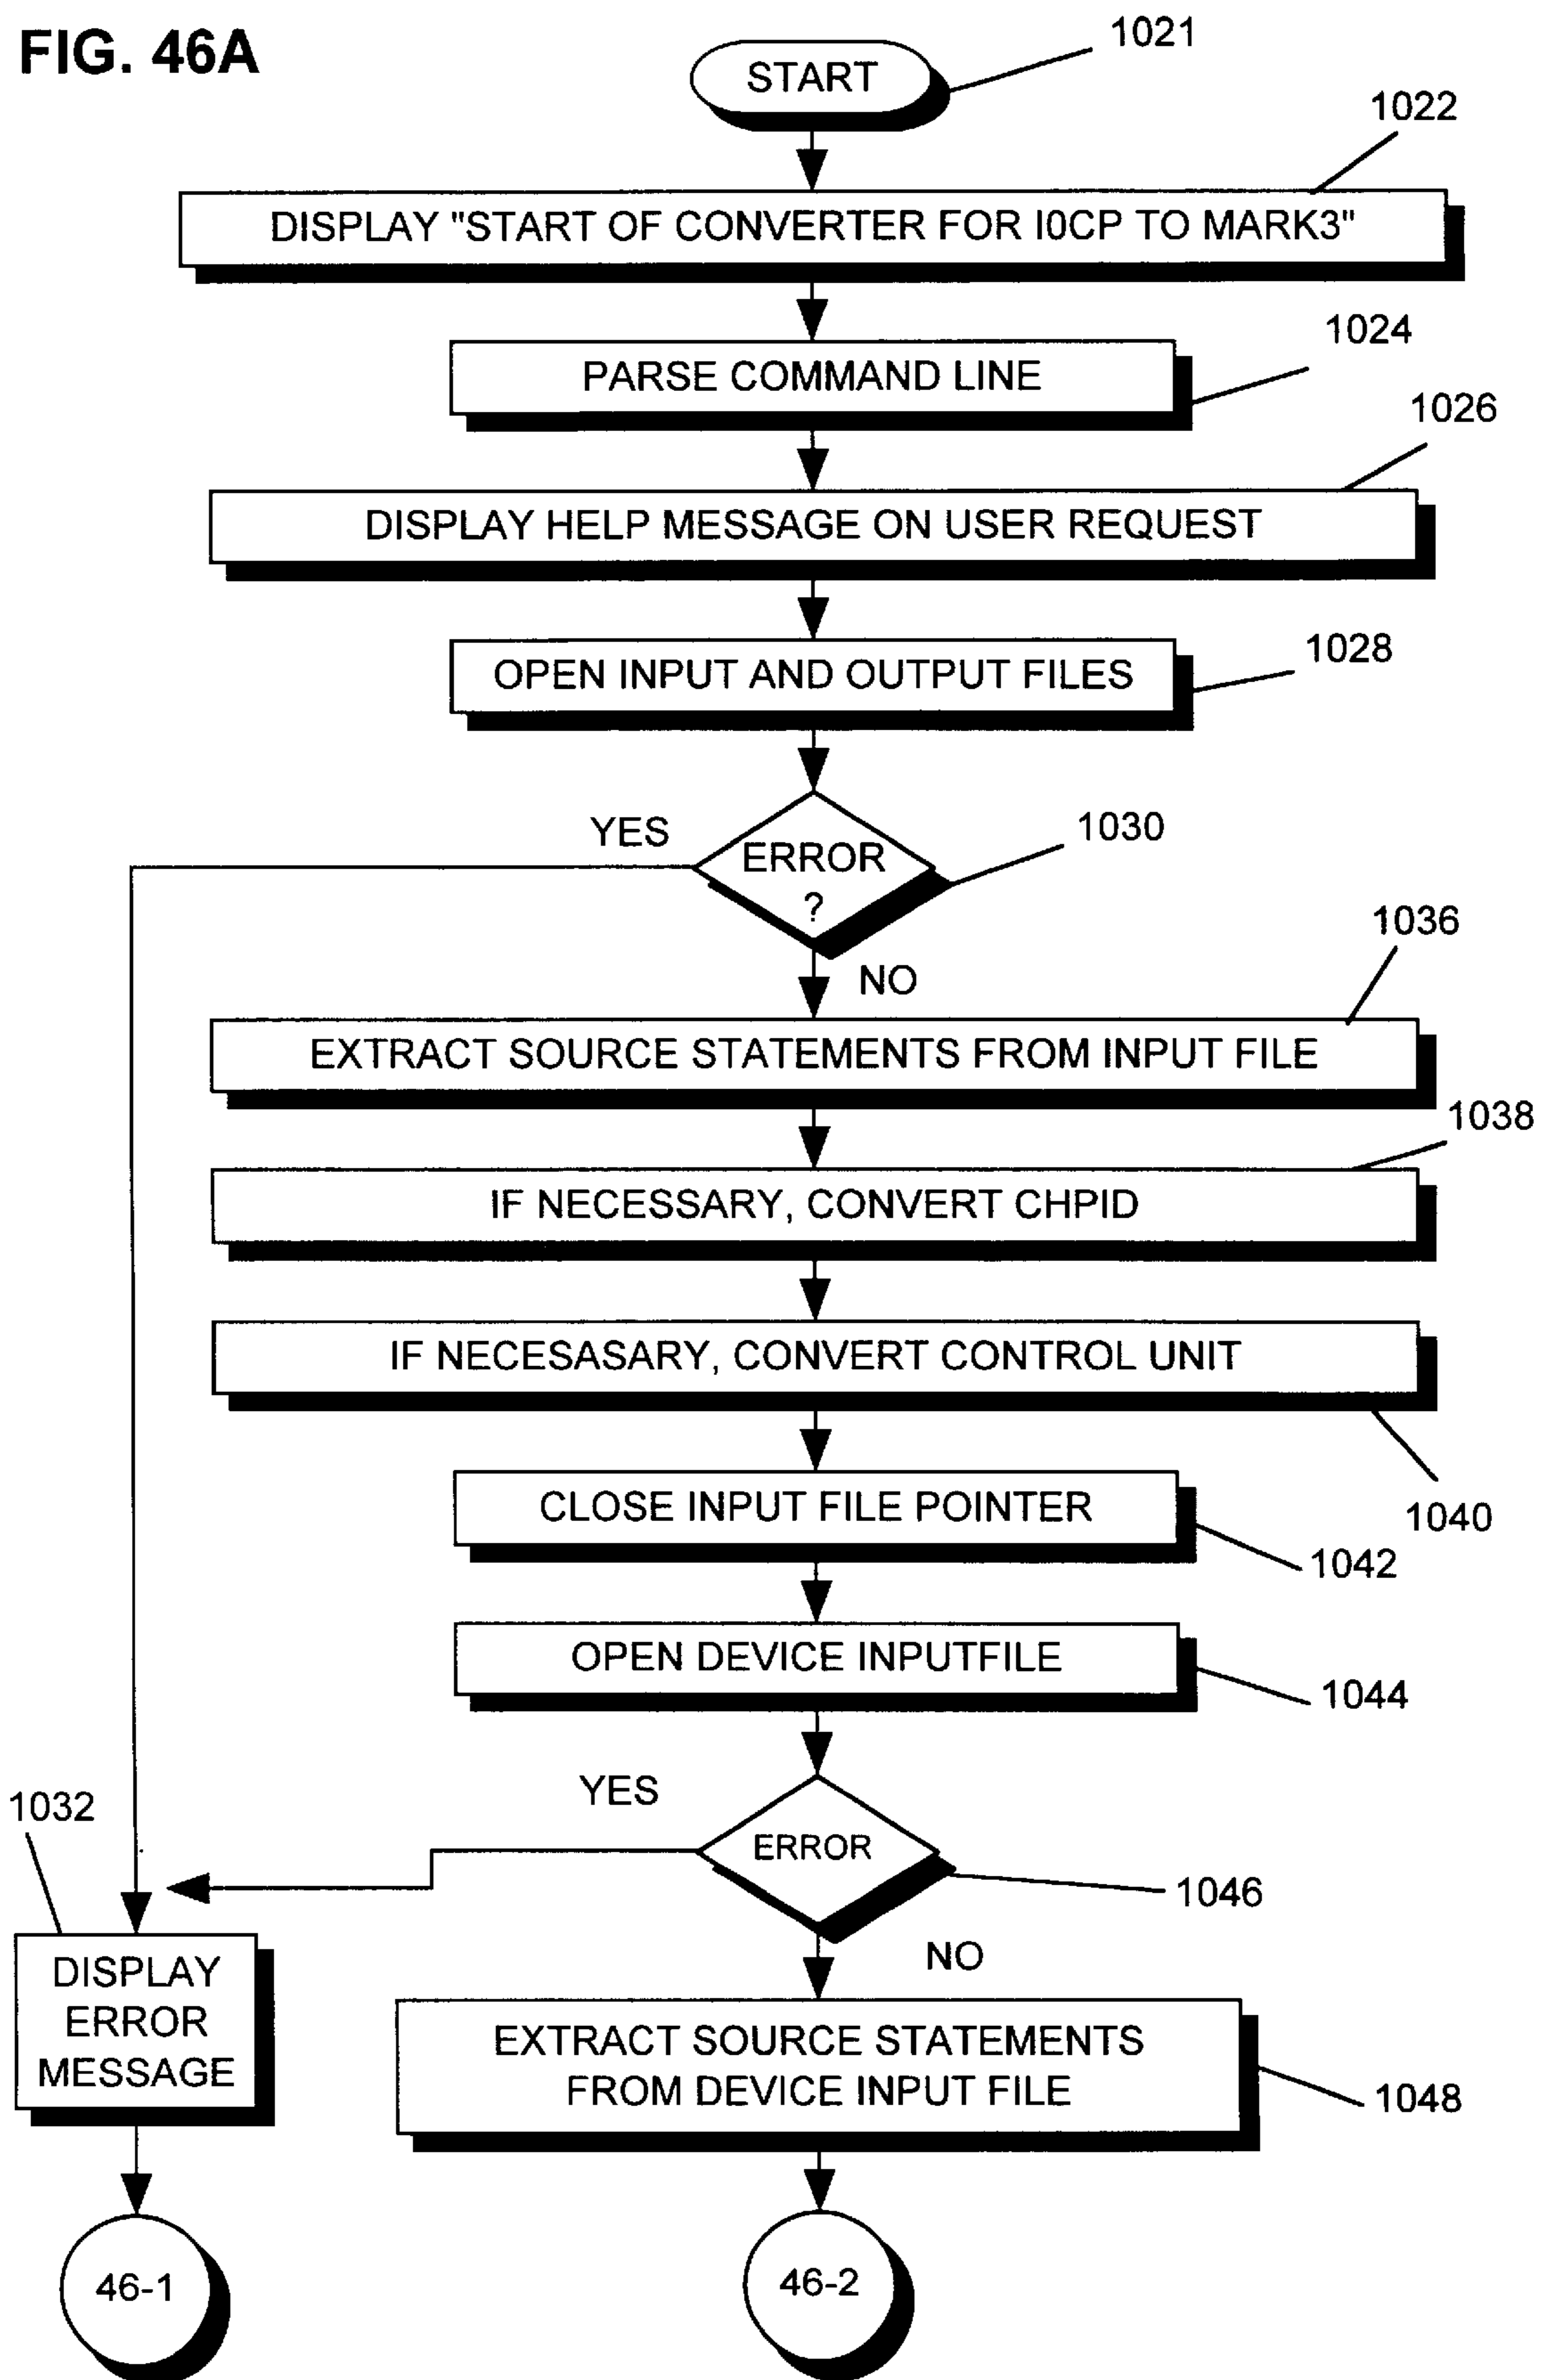 FIG. 46A
1021
START
1022
DISPLAY "START OF CONVERTER FOR I0CP TO MARK3"
1024
PARSE COMMAND LINE
1026
DISPLAY HELP MESSAGE ON USER REQUEST
1028
OPEN INPUT AND OUTPUT FILES
YES
1030
ERROR
?
NO
1036
EXTRACT SOURCE STATEMENTS FROM INPUT FILE
1038
IF NECESSARY, CONVERT CHPID
IF NECESASARY, CONVERT CONTROL UNIT
1040
CLOSE INPUT FILE POINTER
1042
OPEN DEVICE INPUTFILE
1044
YES
1032
ERROR
1046
NO
DISPLAY
ERROR
MESSAGE
EXTRACT SOURCE STATEMENTS
FROM DEVICE INPUT FILE
1048
46-1
46-2